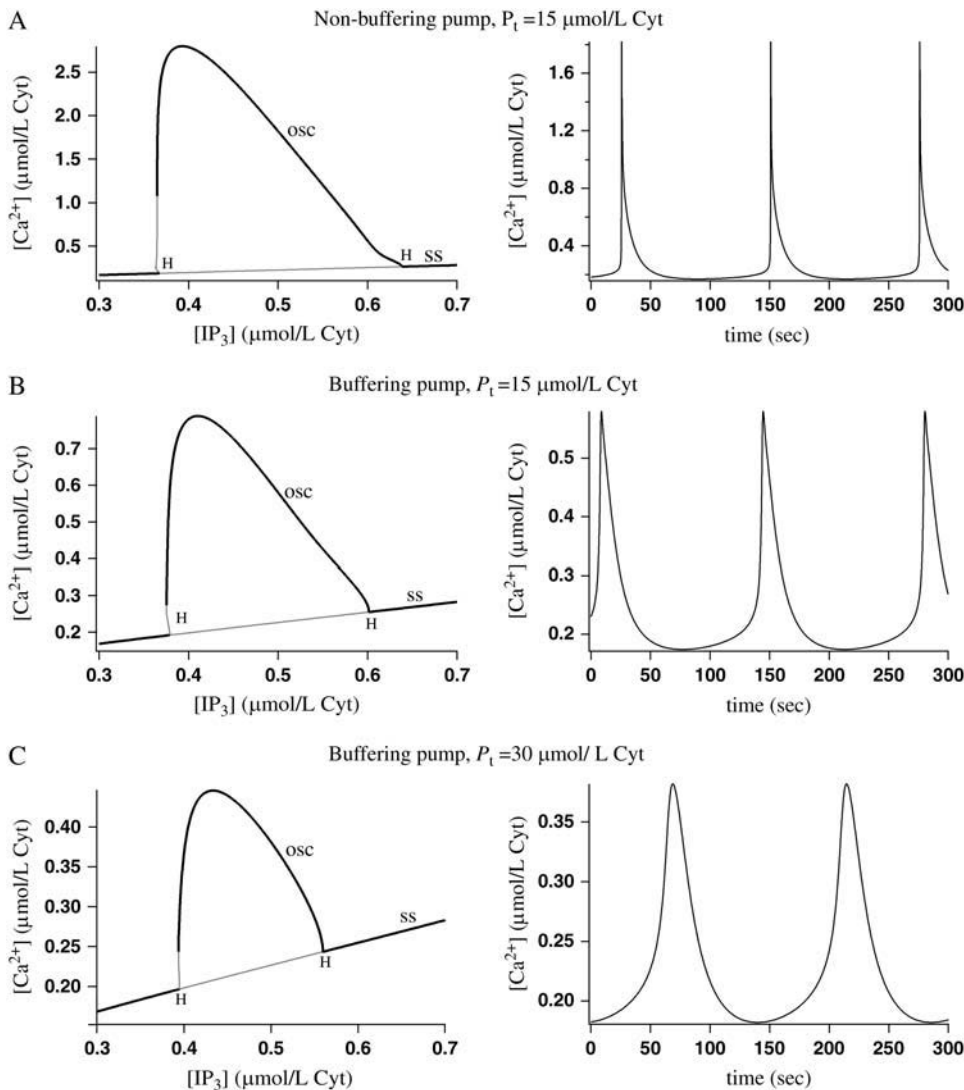 A
Non-buffering pump, Pt =15 μmol/L Cyt
[Ca2+] (μmol/L Cyt)
2.5
2.0
1.5
1.0
0.5
osc
H
H
SS
0.3 0.4 0.5 0.6 0.7
[IP3] (μmol/L Cyt)
[Ca2+] (μmol/L Cyt)
1.6
1.2
0.8
0.4
0 50 100 150 200 250 300
time (sec)
B
Buffering pump, Pt =15 μmol/L Cyt
[Ca2+] (μmol/L Cyt)
0.7
0.6
0.5
0.4
0.3
0.2
osc
H
H
ss
0.3 0.4 0.5 0.6 0.7
[IP3] (μmol/L Cyt)
[Ca2+] (μmol/L Cyt)
0.5
0.4
0.3
0.2
0 50 100 150 200 250 300
time (sec)
C
Buffering pump, Pt =30 μmol/ L Cyt
[Ca2+] (μmol/L Cyt)
0.40
0.35
0.30
0.25
0.20
osc
H
H
ss
0.3 0.4 0.5 0.6 0.7
[IP3] (μmol/L Cyt)
[Ca2+] (μmol/L Cyt)
0.35
0.30
0.25
0.20
0 50 100 150 200 250 300
time (sec)